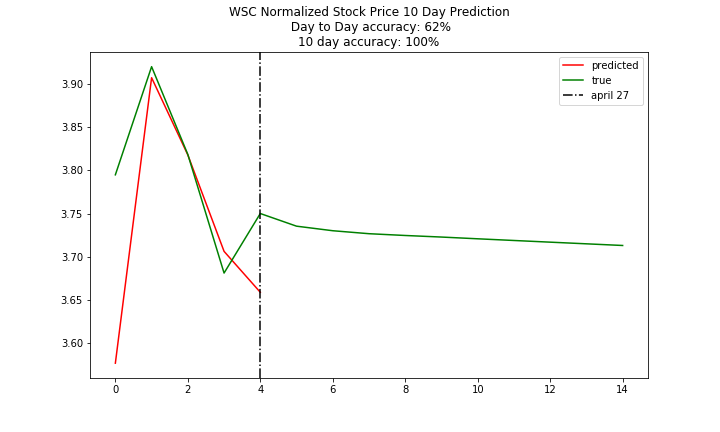 WSC Normalized Stock Price 10 Day Prediction
Day to Day accuracy: 62%
10 day accuracy: 100%
predicted
true
april 27
3.90
3.85
3.80
3.75
3.70
3.65
3.60
0 2 4 6 8 10 12 14